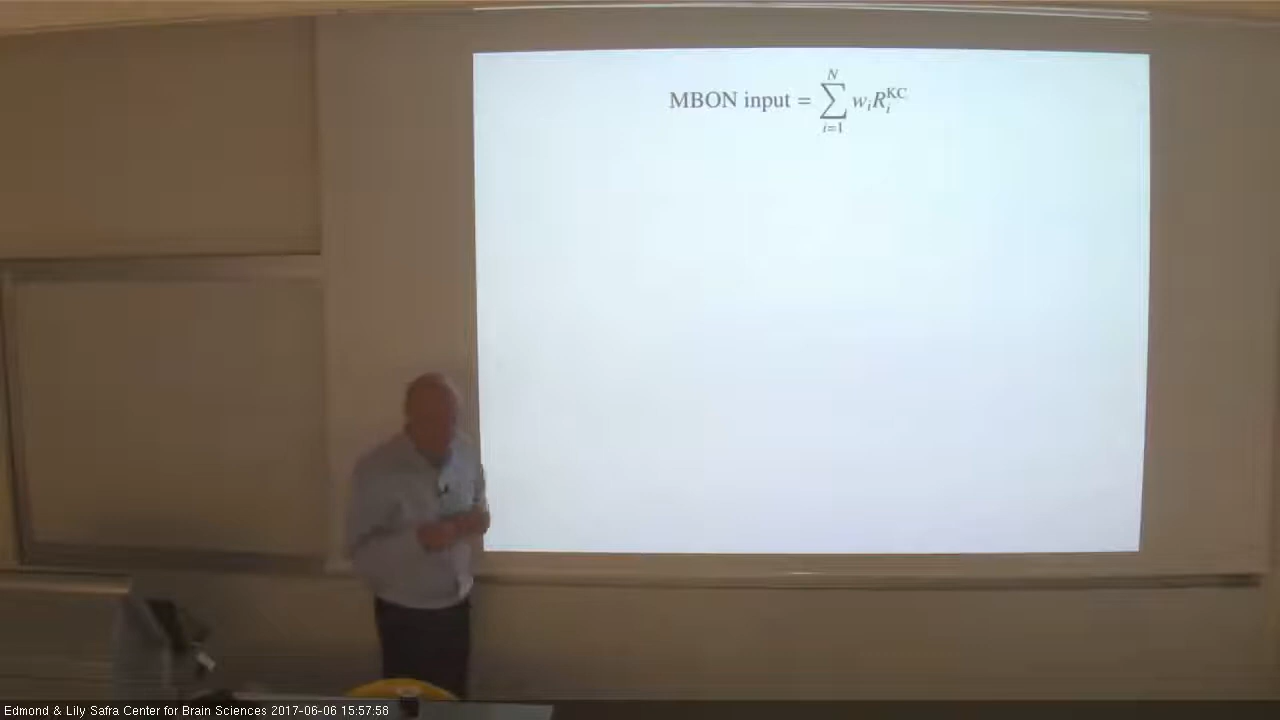 MBON input = \sum_{i=1}^{N} w_i R_i^{KC}
Edmond & Lily Safra Center for Brain Sciences 2017-06-06 15:57:58